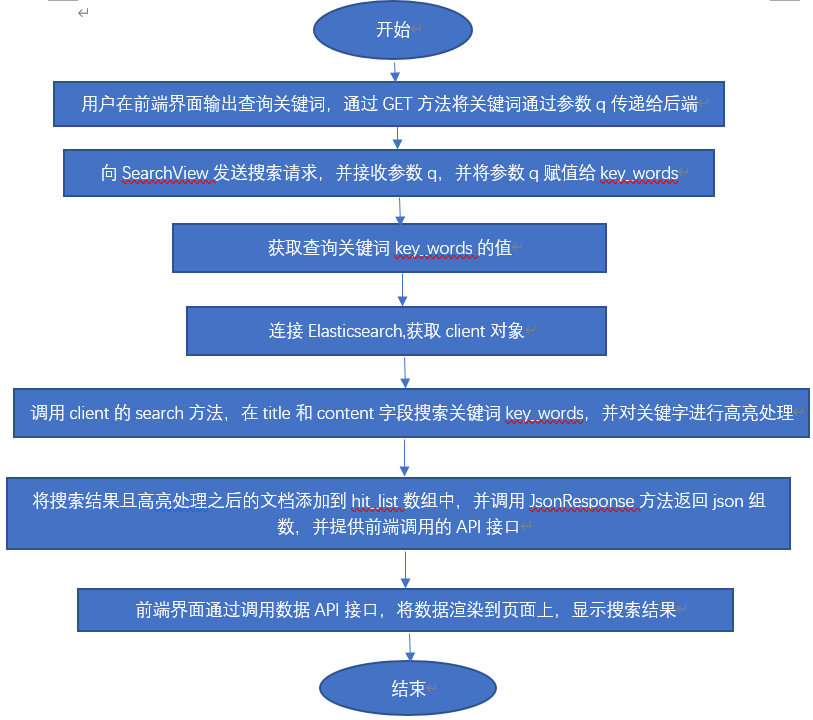 开始
用户在前端界面输出查询关键词，通过 GET 方法将关键词通过参数 q 传递给后端
向 SearchView 发送搜索请求，并接收参数 q，并将参数 q 赋值给 key_words
获取查询关键词 key_words 的值
连接 Elasticsearch,获取 client 对象
调用 client 的 search 方法，在 title 和 content 字段搜索关键词 key_words，并对关键字进行高亮处理
将搜索结果且高亮处理之后的文档添加到 hit_list 数组中，并调用 JsonResponse 方法返回 json 组
数，并提供前端调用的 API 接口
前端界面通过调用数据 API 接口，将数据渲染到页面上，显示搜索结果
结束